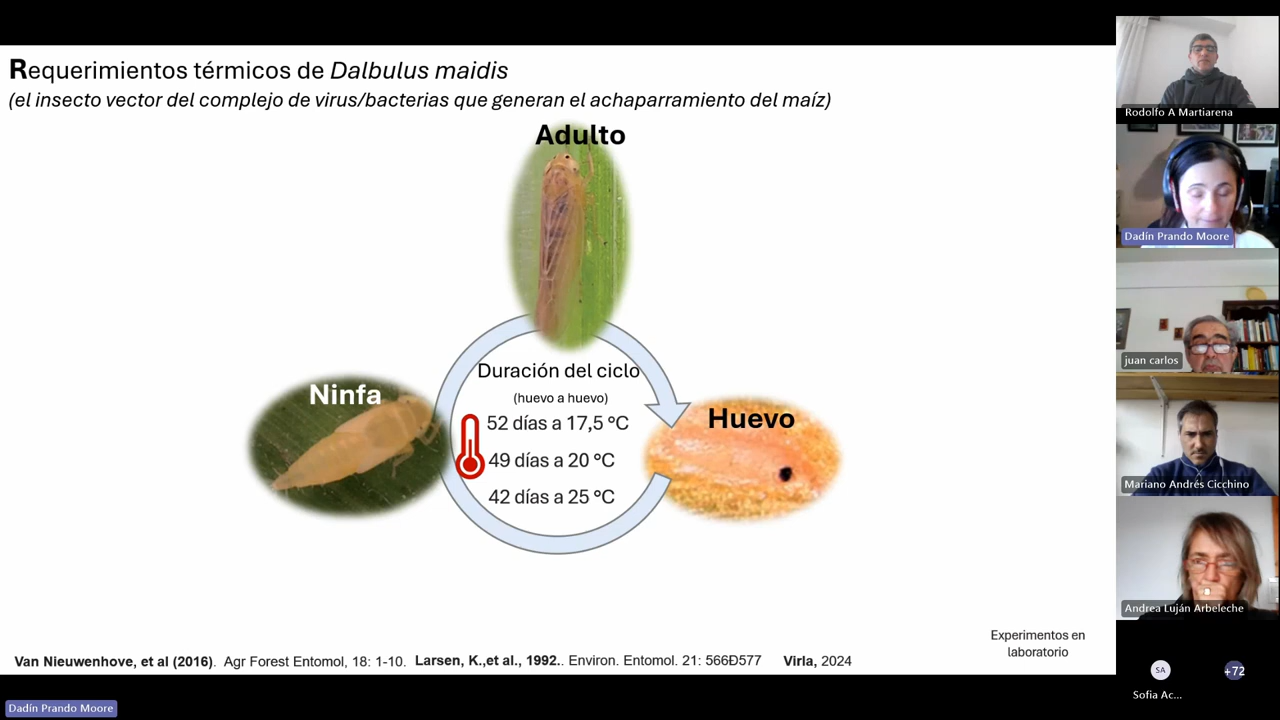 Requerimientos térmicos de Dalbulus maidis
(el insecto vector del complejo de virus/bacterias que generan el achaparramiento del maíz)
Adulto
Ninfa
Huevo
Duración del ciclo
(huevo a huevo)
52 días a 17,5 ºC
49 días a 20 ºC
42 días a 25 ºC
Experimentos en
laboratorio
Van Nieuwenhove, et al (2016). Agr Forest Entomol, 18: 1-10. Larsen, K.,et al., 1992.. Environ. Entomol. 21: 566Ð577 Virla, 2024
Dadín Prando Moore
Rodolfo A Martiarena
Dadín Prando Moore
juan carlos
Mariano Andrés Cicchino
Andrea Luján Arbeleche
SA
+72
Sofia Ac...